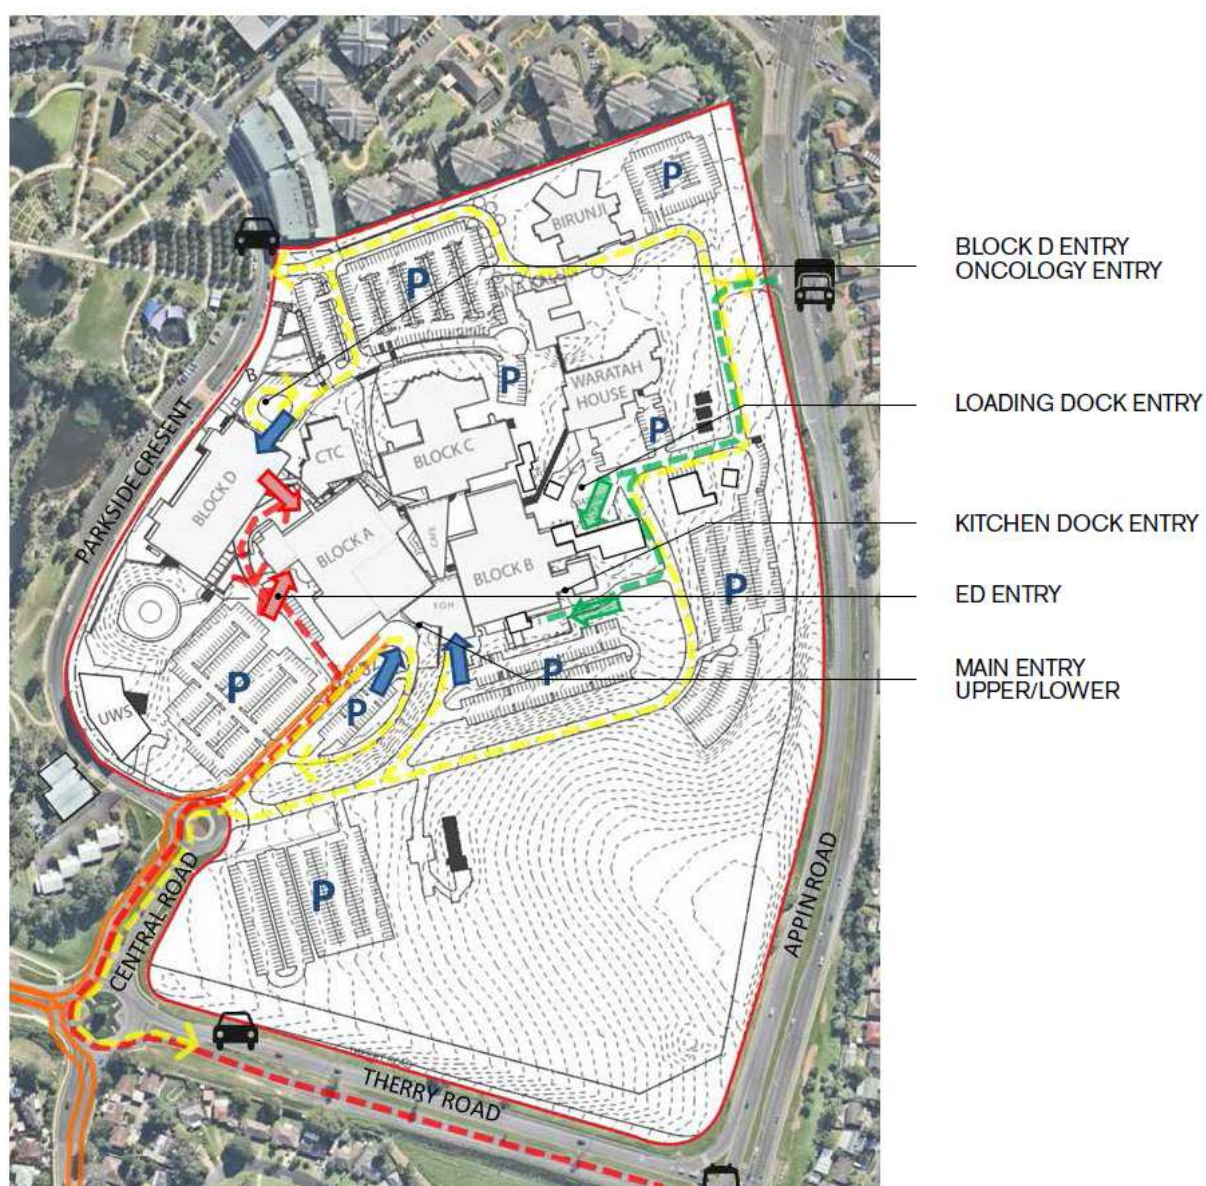 BLOCK D ENTRY
ONCOLOGY ENTRY
LOADING DOCK ENTRY
KITCHEN DOCK ENTRY
ED ENTRY
MAIN ENTRY
UPPER/LOWER
P
BIRUNJI
P
P
WARATAH
HOUSE
P
B
PARKSIDE CRESENT
CTC
BLOCK C
BLOCK D
BLOCK A
CAFE
BLOCK B
FOH
P
P
P
P
UWS
P
CENTRAL ROAD
APPIN ROAD
THERRY ROAD